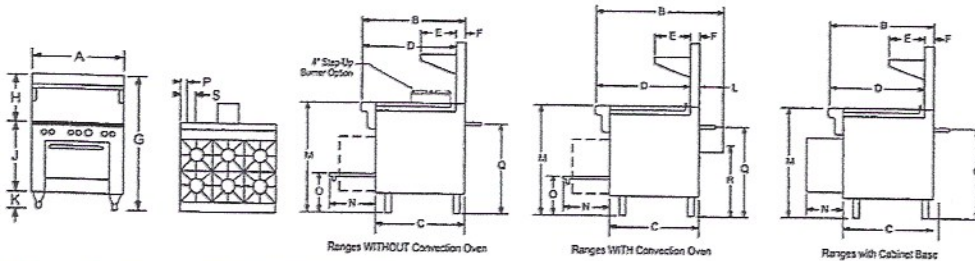 A
H
J
K
G
P
S
B
E
F
D
4" Step-Up
Burner Option
M
O
N
C
Q
Ranges WITHOUT Convection Oven
B
E
F
D
L
M
O
N
C
R
Q
Ranges WITH Convection Oven
B
E
F
D
M
N
C
Ranges with Cabinet Base